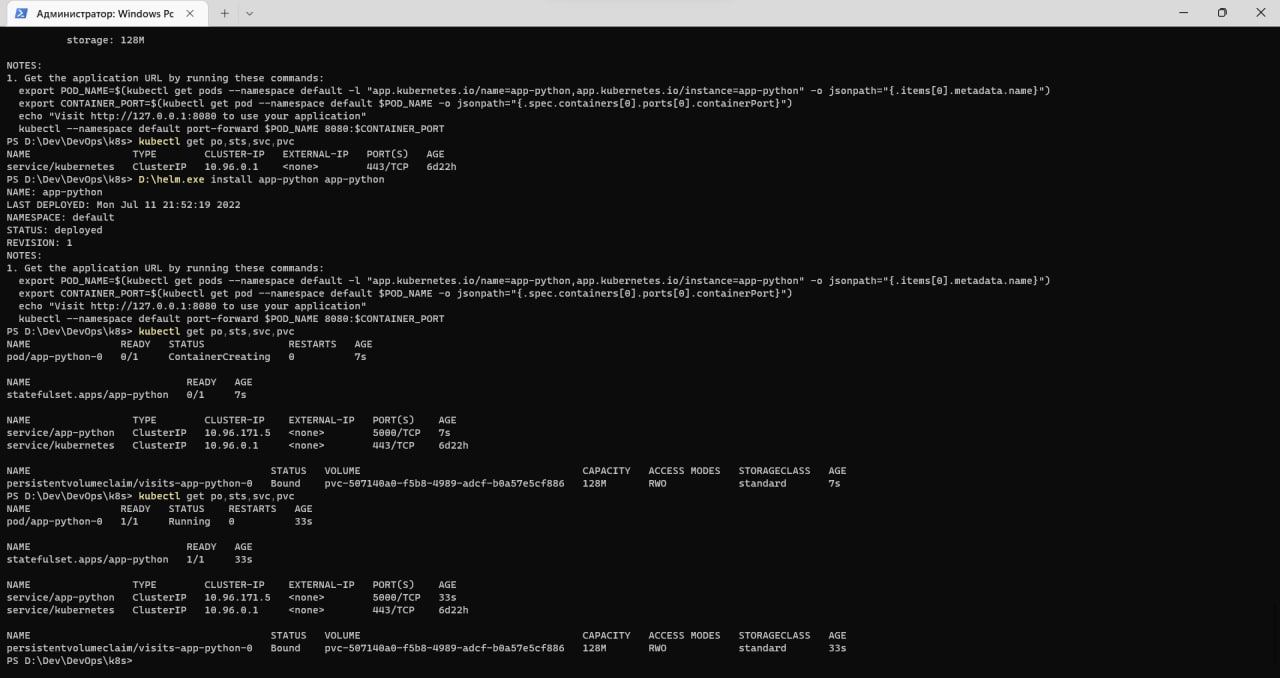 Администратор: Windows Pc
storage: 128M
NOTES:
1. Get the application URL by running these commands:
  export POD_NAME=$(kubectl get pods --namespace default -l "app.kubernetes.io/name=app-python,app.kubernetes.io/instance=app-python" -o jsonpath="{.items[0].metadata.name}")
  export CONTAINER_PORT=$(kubectl get pod --namespace default $POD_NAME -o jsonpath="{.spec.containers[0].ports[0].containerPort}")
  echo "Visit http://127.0.0.1:8080 to use your application"
  kubectl --namespace default port-forward $POD_NAME 8080:$CONTAINER_PORT
PS D:\Dev\DevOps\k8s> kubectl get po,sts,svc,pvc
NAME                 TYPE        CLUSTER-IP   EXTERNAL-IP   PORT(S)   AGE
service/kubernetes   ClusterIP   10.96.0.1    <none>        443/TCP   6d22h
PS D:\Dev\DevOps\k8s> D:\helm.exe install app-python app-python
NAME: app-python
LAST DEPLOYED: Mon Jul 11 21:52:19 2022
NAMESPACE: default
STATUS: deployed
REVISION: 1
NOTES:
1. Get the application URL by running these commands:
  export POD_NAME=$(kubectl get pods --namespace default -l "app.kubernetes.io/name=app-python,app.kubernetes.io/instance=app-python" -o jsonpath="{.items[0].metadata.name}")
  export CONTAINER_PORT=$(kubectl get pod --namespace default $POD_NAME -o jsonpath="{.spec.containers[0].ports[0].containerPort}")
  echo "Visit http://127.0.0.1:8080 to use your application"
  kubectl --namespace default port-forward $POD_NAME 8080:$CONTAINER_PORT
PS D:\Dev\DevOps\k8s> kubectl get po,sts,svc,pvc
NAME               READY   STATUS              RESTARTS   AGE
pod/app-python-0   0/1     ContainerCreating   0          7s
NAME                          READY   AGE
statefulset.apps/app-python   0/1     7s
NAME                 TYPE        CLUSTER-IP    EXTERNAL-IP   PORT(S)    AGE
service/app-python   ClusterIP   10.96.171.5   <none>        5000/TCP   7s
service/kubernetes   ClusterIP   10.96.0.1     <none>        443/TCP    6d22h
NAME                                        STATUS   VOLUME                                     CAPACITY   ACCESS MODES   STORAGECLASS   AGE
persistentvolumeclaim/visits-app-python-0   Bound    pvc-507140a0-f5b8-4989-adcf-b0a57e5cf886   128M       RWO            standard       7s
PS D:\Dev\DevOps\k8s> kubectl get po,sts,svc,pvc
NAME               READY   STATUS    RESTARTS   AGE
pod/app-python-0   1/1     Running   0          33s
NAME                          READY   AGE
statefulset.apps/app-python   1/1     33s
NAME                 TYPE        CLUSTER-IP    EXTERNAL-IP   PORT(S)    AGE
service/app-python   ClusterIP   10.96.171.5   <none>        5000/TCP   33s
service/kubernetes   ClusterIP   10.96.0.1     <none>        443/TCP    6d22h
NAME                                        STATUS   VOLUME                                     CAPACITY   ACCESS MODES   STORAGECLASS   AGE
persistentvolumeclaim/visits-app-python-0   Bound    pvc-507140a0-f5b8-4989-adcf-b0a57e5cf886   128M       RWO            standard       33s
PS D:\Dev\DevOps\k8s>